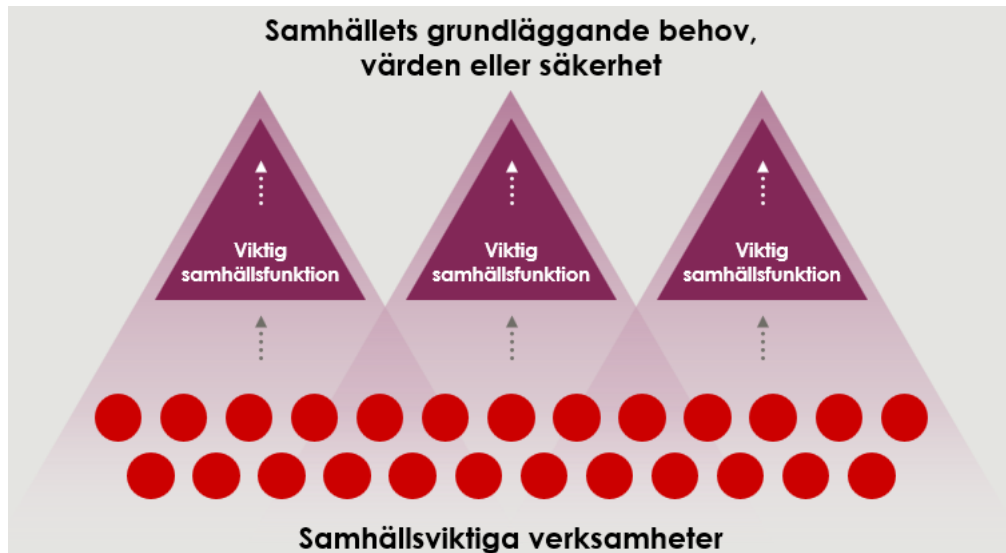 Samhällets grundläggande behov,
värden eller säkerhet
Viktig
samhällsfunktion
Viktig
samhällsfunktion
Viktig
samhällsfunktion
Samhällsviktiga verksamheter